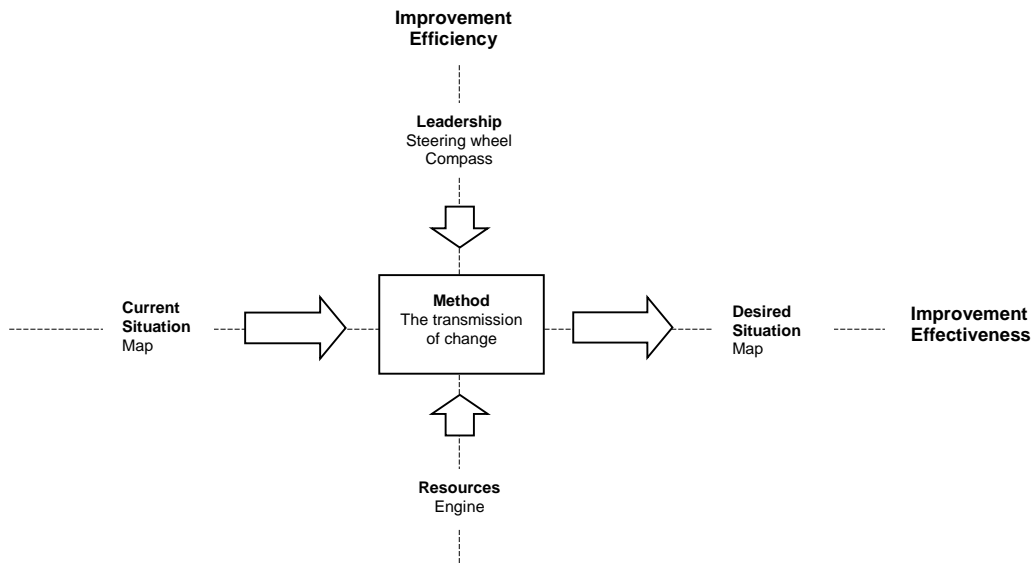 Improvement
Efficiency
Leadership
Steering wheel
Compass
Current
Situation
Map
Method
The transmission
of change
Desired
Situation
Map
Improvement
Effectiveness
Resources
Engine